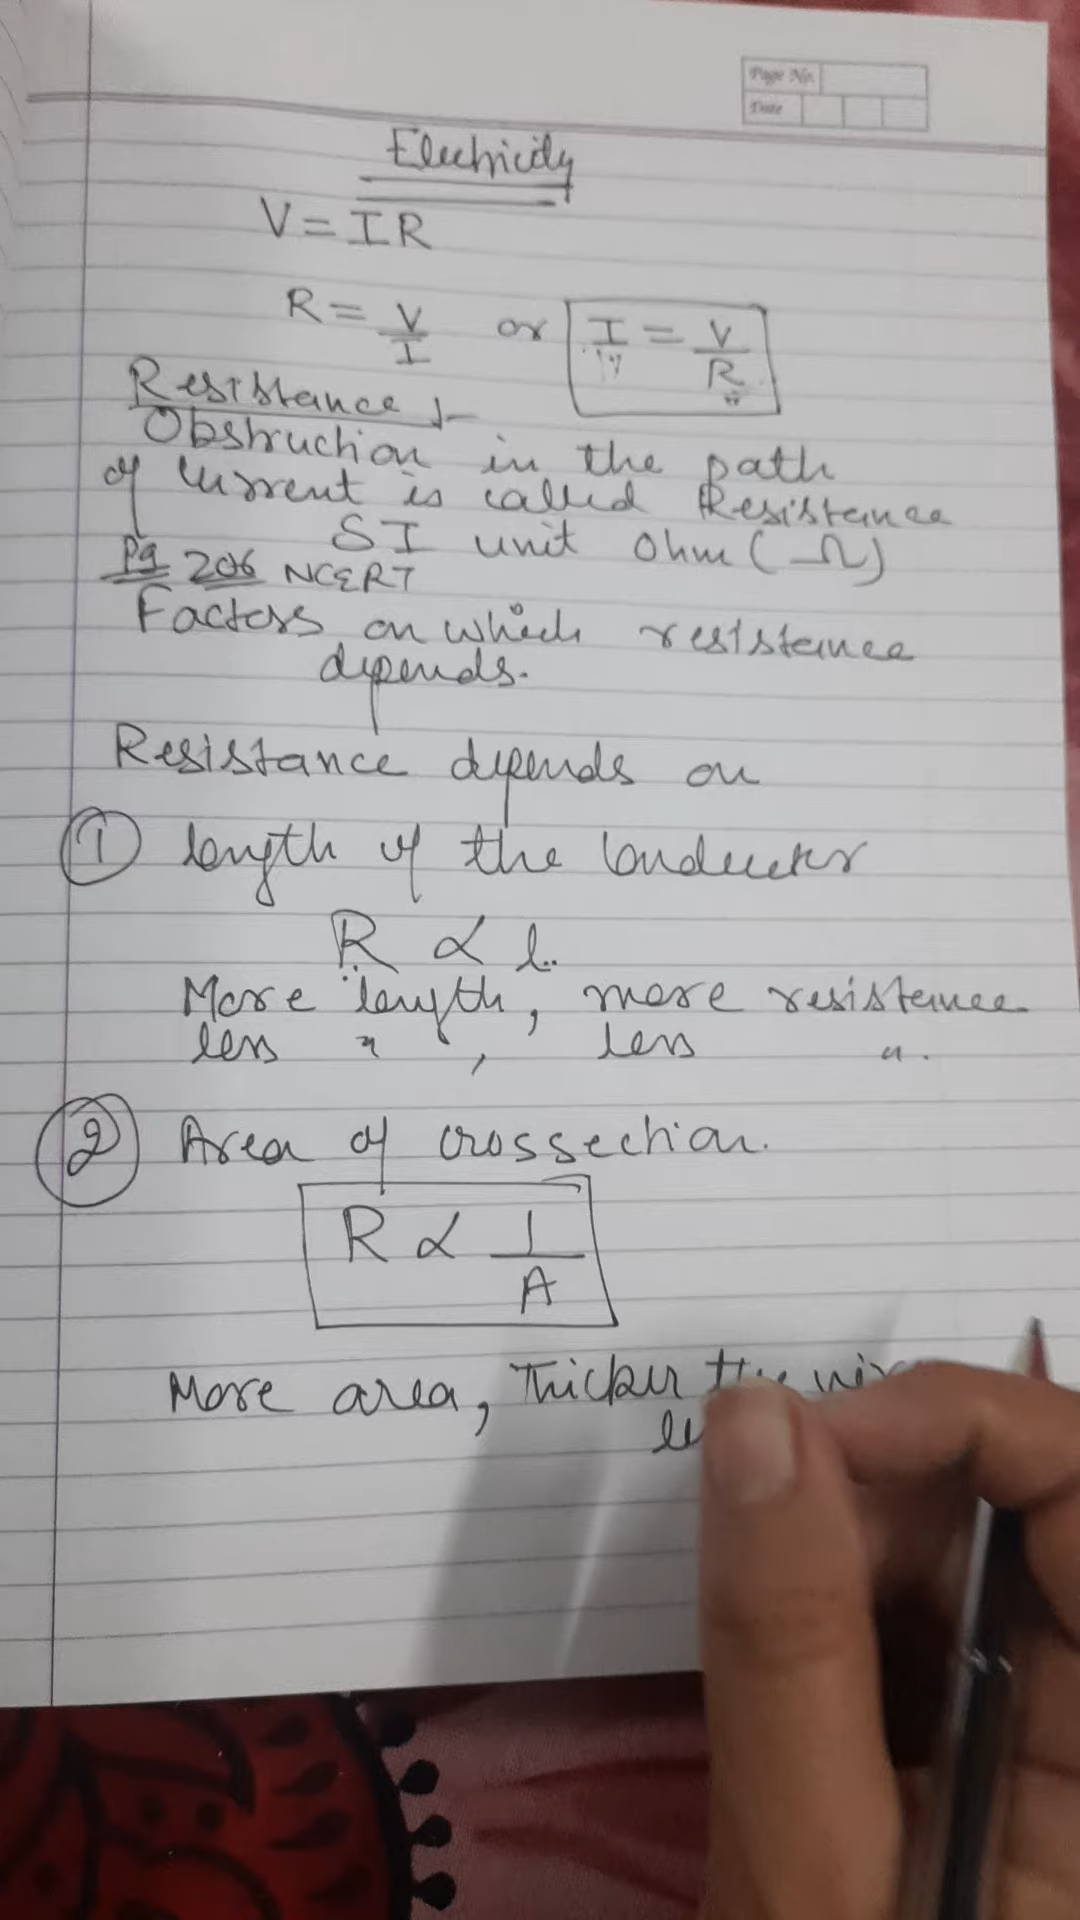 Page No.
Date
Electricity
V = IR
R = V/I or I = V/R
Resistance :-
Obstruction in the path
of current is called Resistance
SI unit Ohm (Ω)
Pg 206 NCERT
Factors on which resistance
depends.
Resistance depends on
① length of the conductor
R ∝ l
More length, more resistance
less " , less " .
② Area of crossection.
R ∝ 1/A
More area, Thicker the